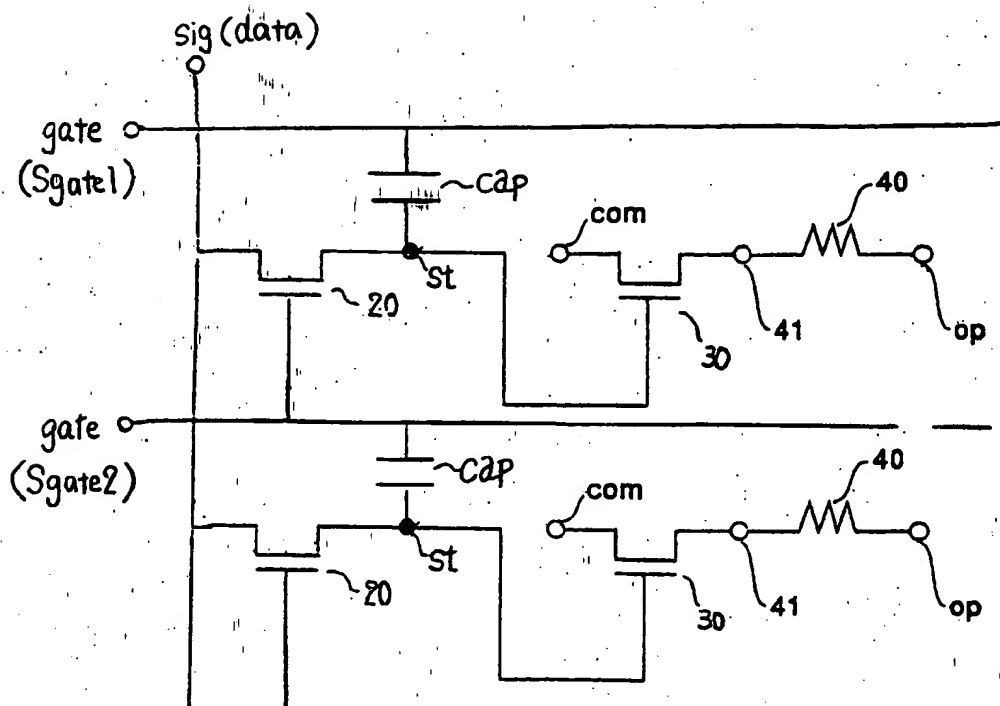 sig (data)
gate
(Sgate1)
cap
40
com
st
20
30
41
op
gate
(Sgate2)
cap
40
com
st
20
30
41
op